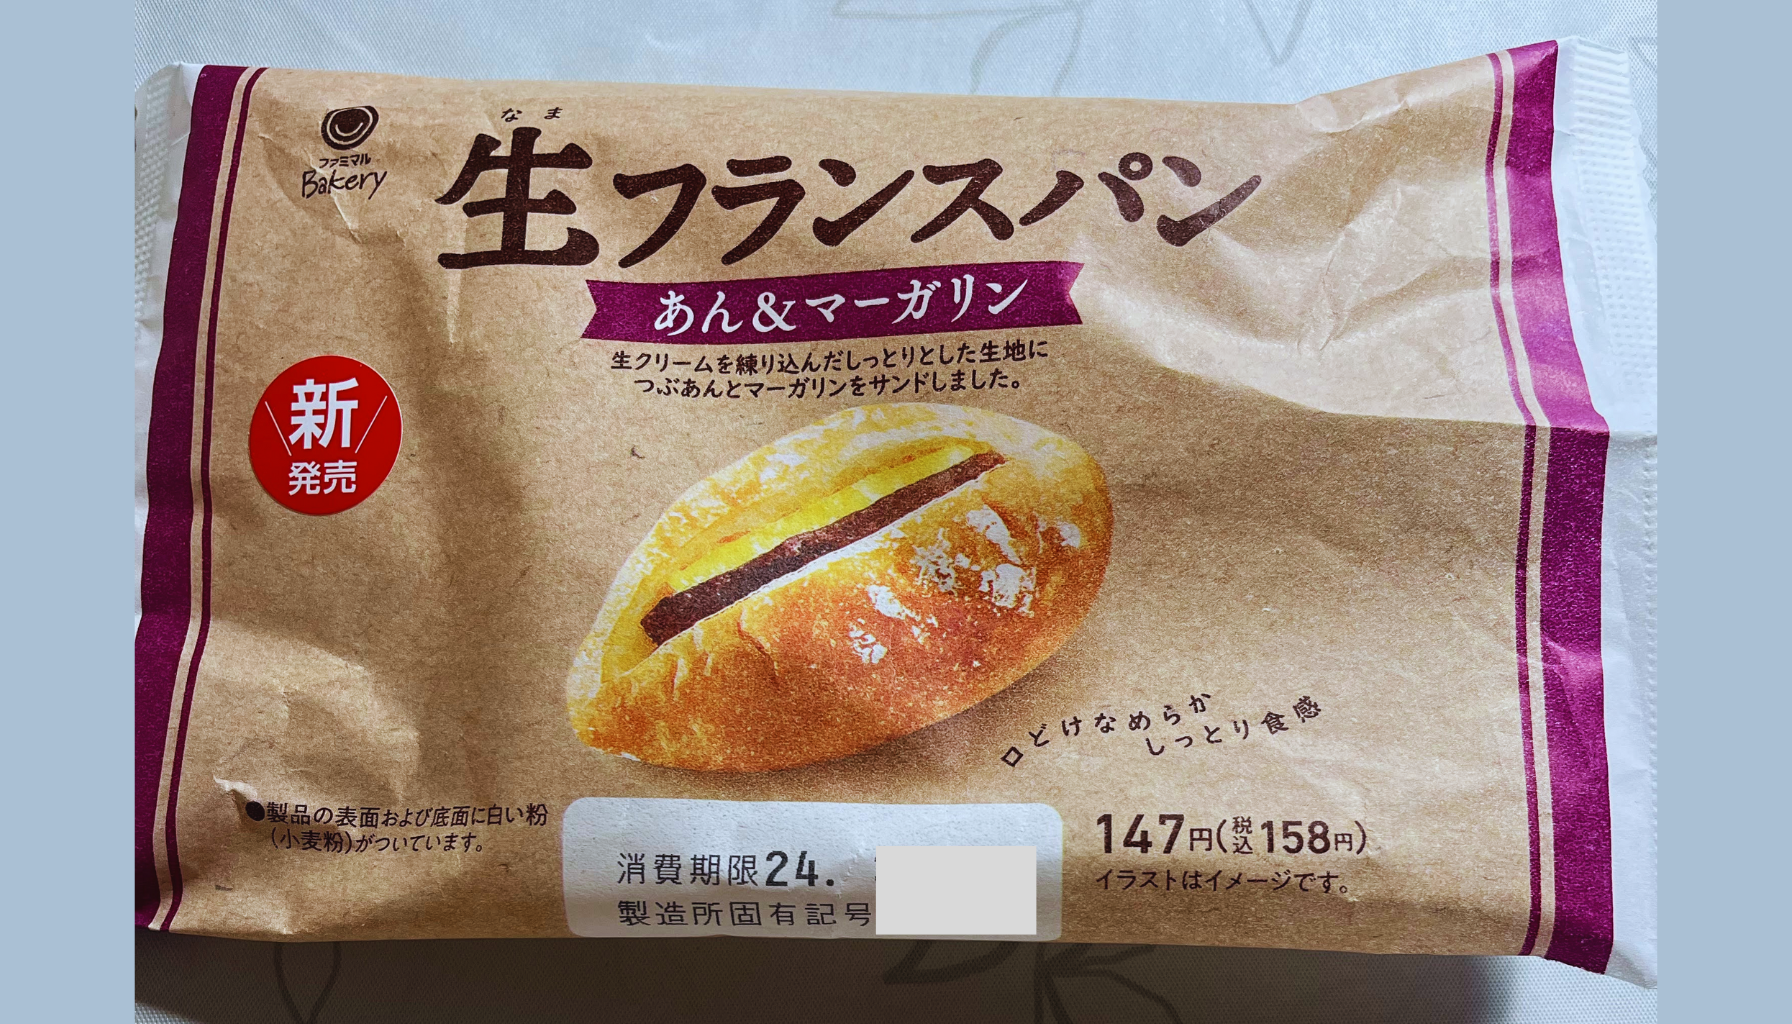 ファミマル
Bakery
なま
生フランスパン
あん&マーガリン
生クリームを練り込んだしっとりとした生地に
つぶあんとマーガリンをサンドしました。
新
発売
くちどけなめらか
しっとり食感
●製品の表面および底面に白い粉
(小麦粉)がついています。
消費期限24.
製造所固有記号
147円(税込158円)
イラストはイメージです。